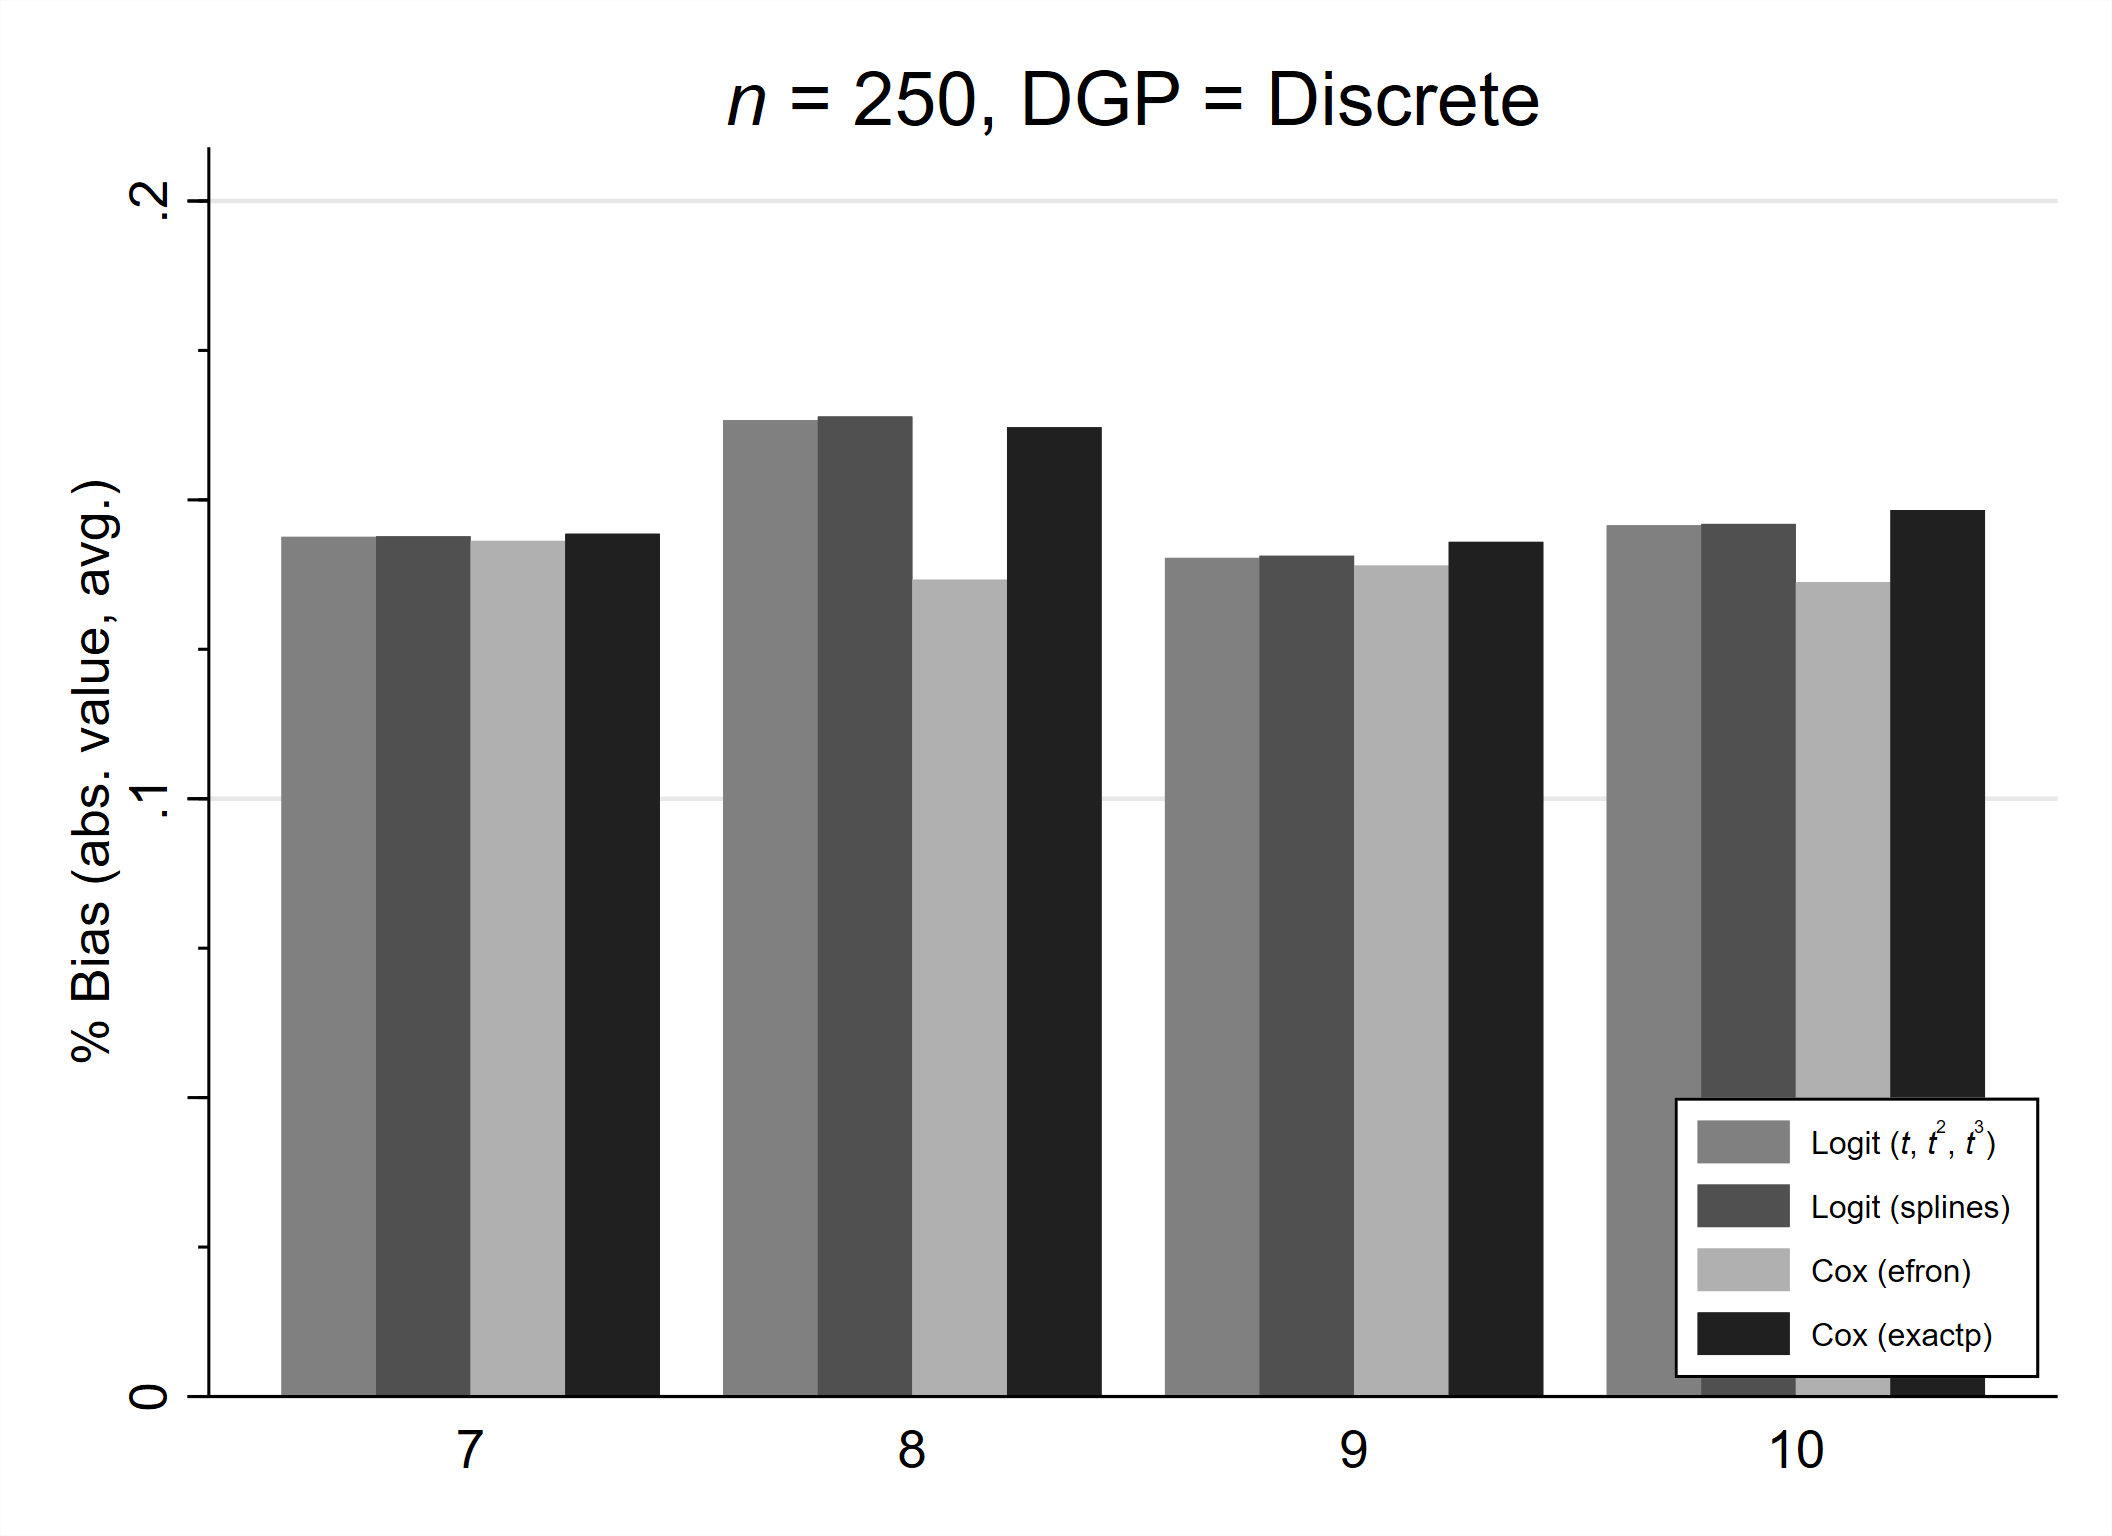 n = 250, DGP = Discrete
% Bias (abs. value, avg.)
.2
.1
0
7 8 9 10
Logit (t, t², t³)
Logit (splines)
Cox (efron)
Cox (exactp)